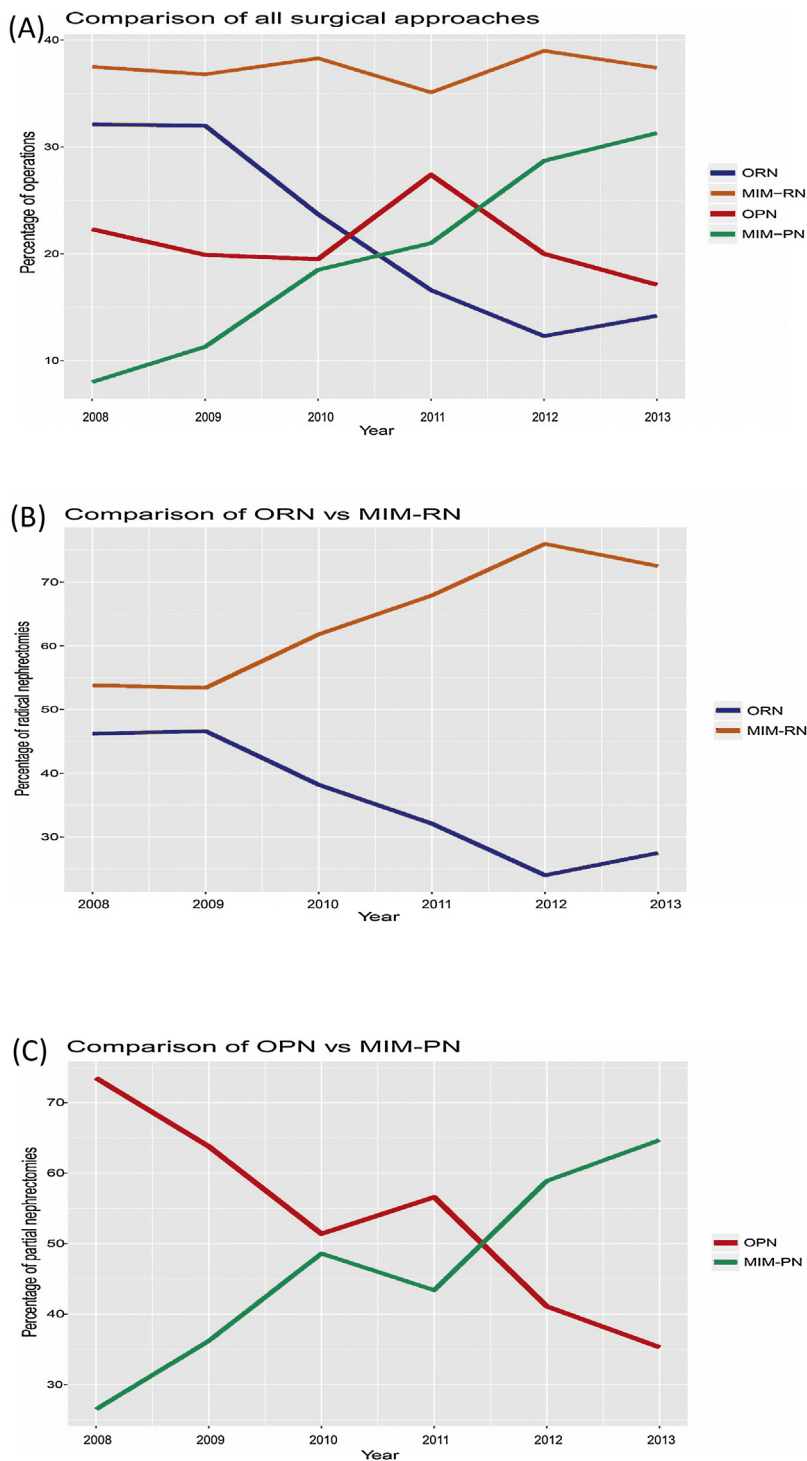 (A)
Comparison of all surgical approaches
Percentage of operations
40
30
20
10
2008 2009 2010 2011 2012 2013
Year
ORN
MIM–RN
OPN
MIM–PN
(B)
Comparison of ORN vs MIM-RN
Percentage of radical nephrectomies
70
60
50
40
30
2008 2009 2010 2011 2012 2013
Year
ORN
MIM-RN
(C)
Comparison of OPN vs MIM-PN
Percentage of partial nephrectomies
70
60
50
40
30
2008 2009 2010 2011 2012 2013
Year
OPN
MIM-PN